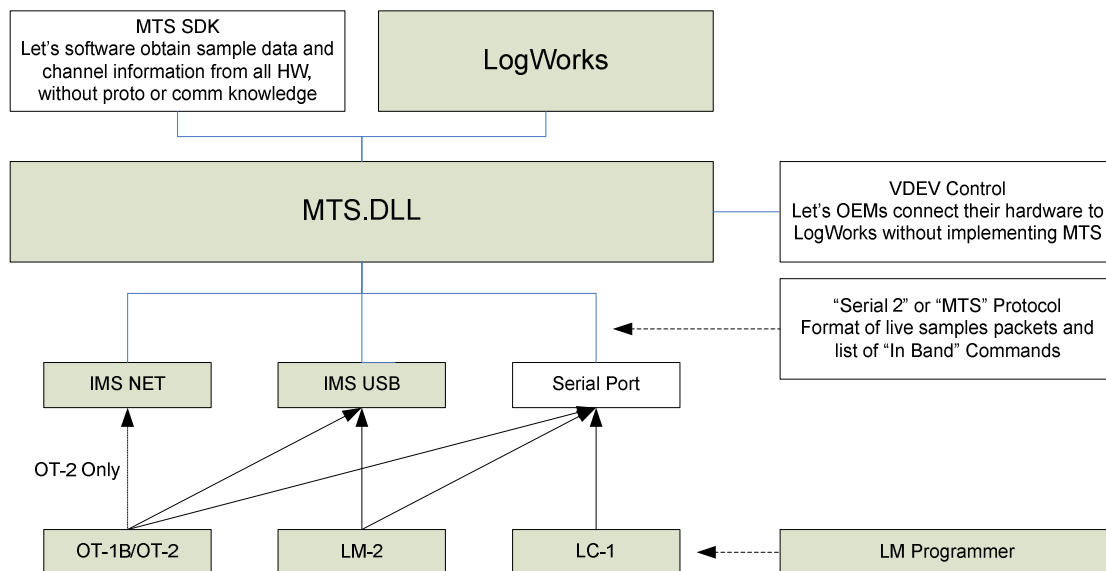 MTS SDK
Let's software obtain sample data and
channel information from all HW,
without proto or comm knowledge
LogWorks
MTS.DLL
VDEV Control
Let's OEMs connect their hardware to
LogWorks without implementing MTS
“Serial 2” or “MTS” Protocol
Format of live samples packets and
list of “In Band” Commands
IMS NET
IMS USB
Serial Port
OT-2 Only
OT-1B/OT-2
LM-2
LC-1
LM Programmer